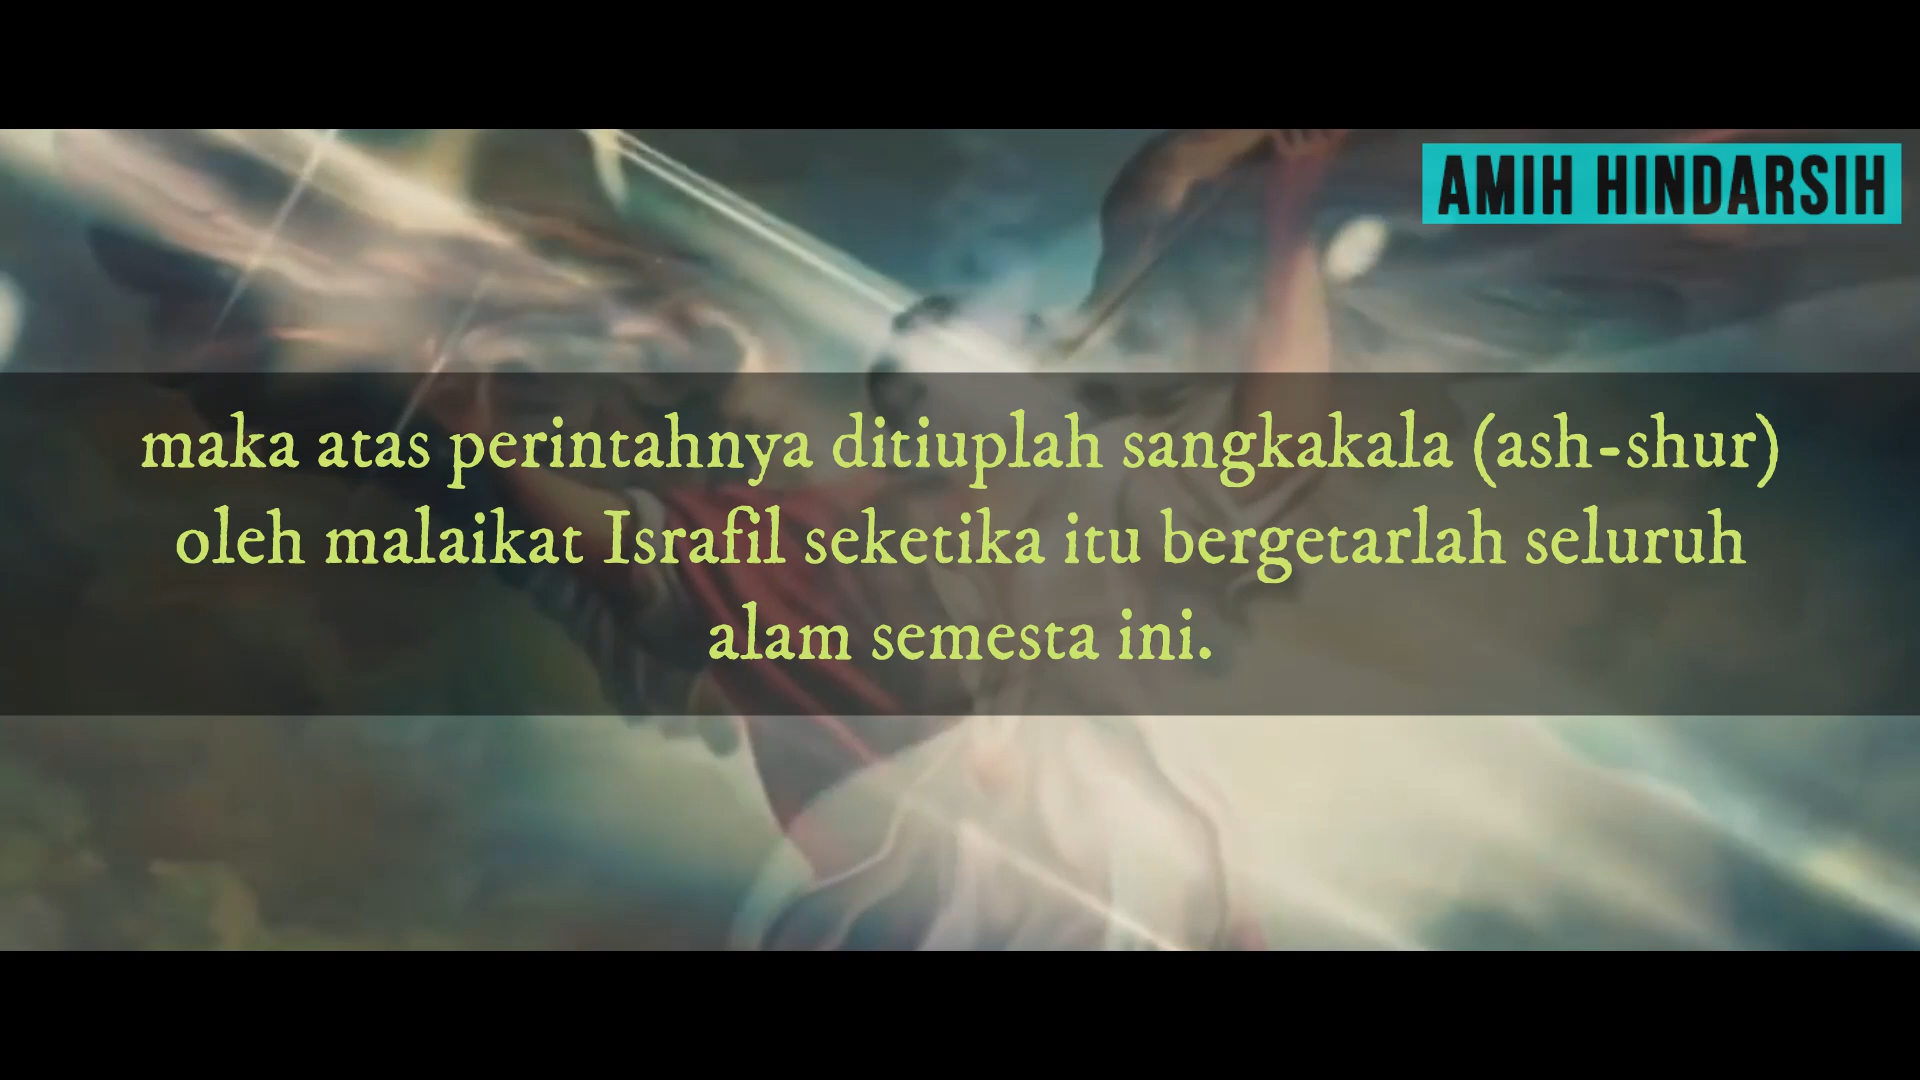 AMIH HINDARSIH
maka atas perintahnya ditiuplah sangkakala (ash-shur)
oleh malaikat Israfil seketika itu bergetarlah seluruh
alam semesta ini.